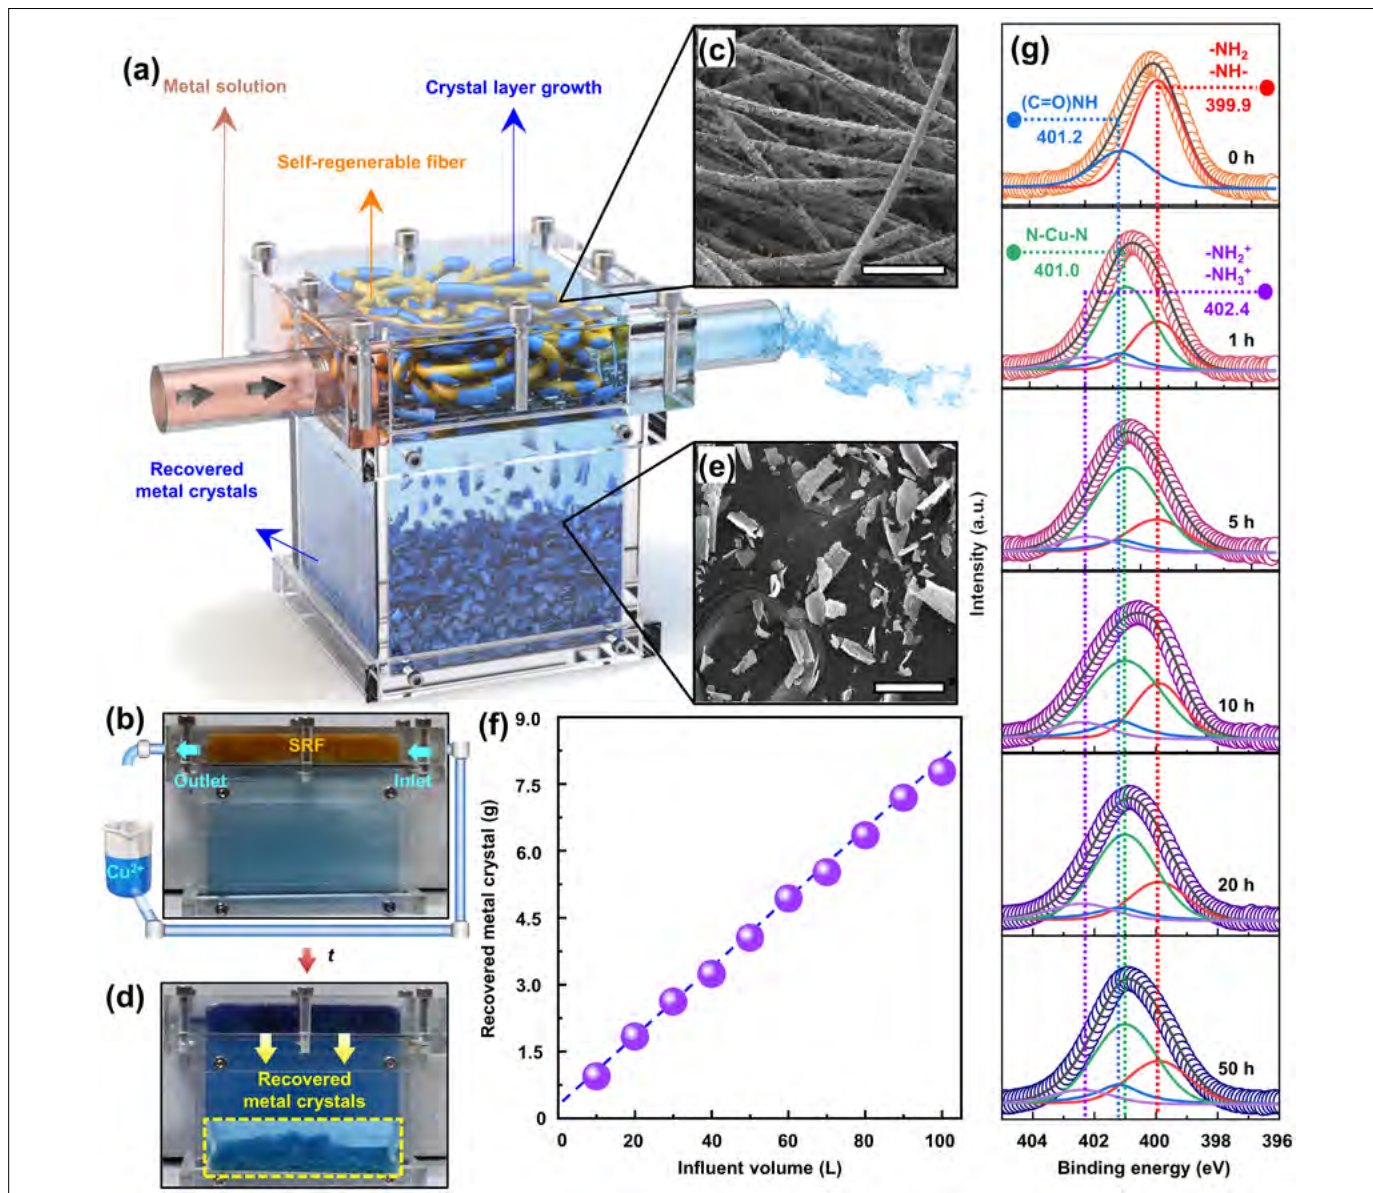 (a)
Metal solution
Crystal layer growth
Self-regenerable fiber
Recovered
metal crystals
(c)
(e)
(b)
SRF
Outlet
Inlet
Cu2+
t
(d)
Recovered
metal crystals
(f)
Recovered metal crystal (g)
9.0
7.5
6.0
4.5
3.0
1.5
0
0
20
40
60
80
100
Influent volume (L)
(g)
-NH2
-NH-
399.9
(C=O)NH
401.2
0 h
N-Cu-N
401.0
-NH2+
-NH3+
402.4
1 h
5 h
10 h
20 h
50 h
Intensity (a.u.)
404
402
400
398
396
Binding energy (eV)